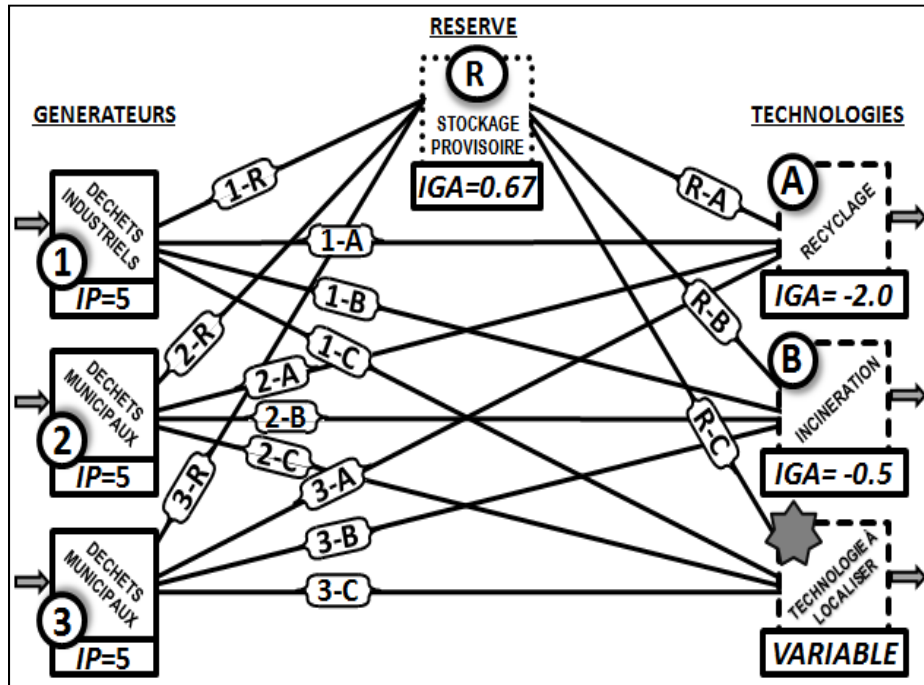 RESERVE
R
STOCKAGE
PROVISOIRE
IGA=0.67
GENERATEURS
DECHETS
INDUSTRIELS
1
IP=5
DECHETS
MUNICIPAUX
2
IP=5
DECHETS
MUNICIPAUX
3
IP=5
1-R
1-A
1-B
1-C
2-R
2-A
2-B
2-C
3-R
3-A
3-B
3-C
R-A
R-B
R-C
TECHNOLOGIES
A
RECYCLAGE
IGA= -2.0
B
INCINERATION
IGA= -0.5
TECHNOLOGIE À
LOCALISER
VARIABLE